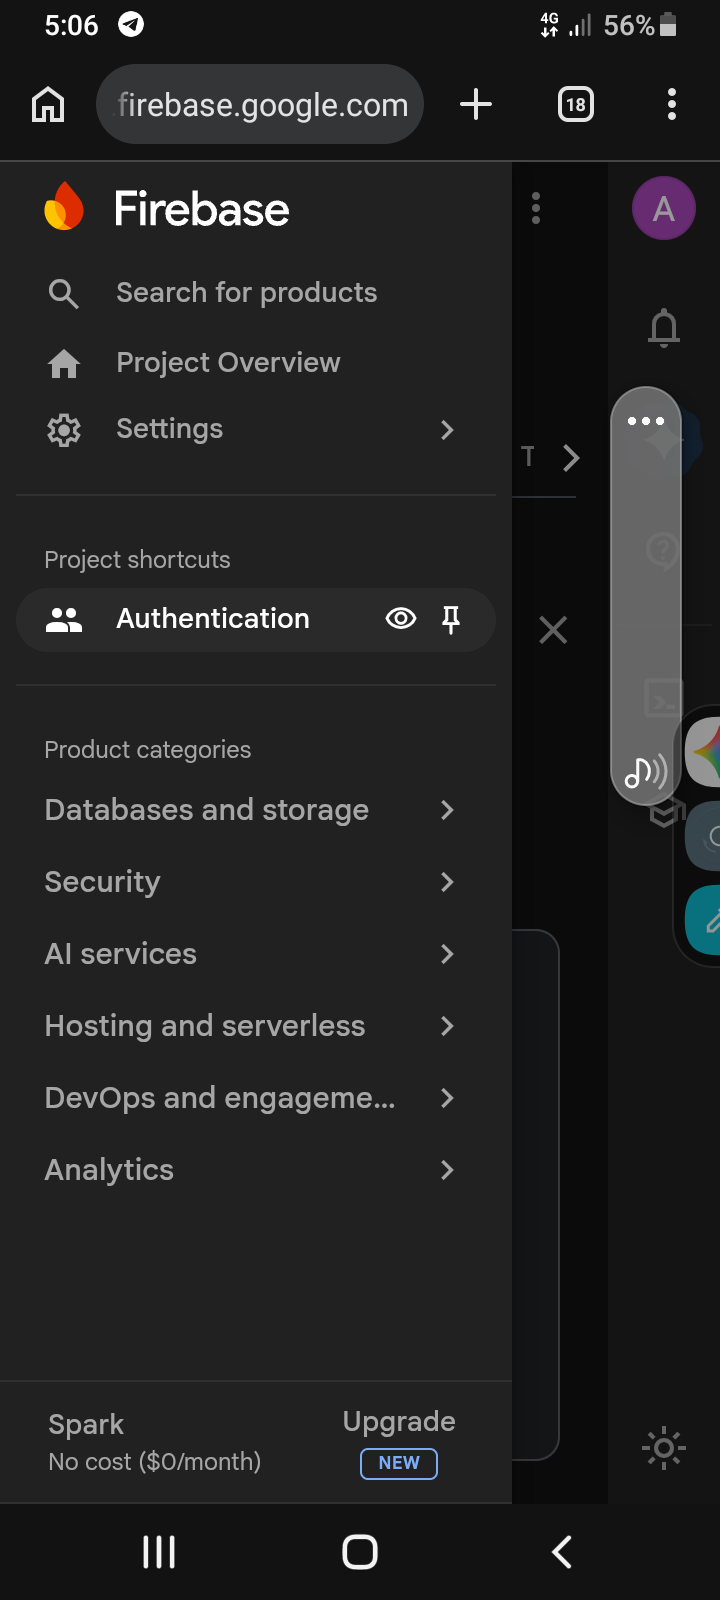 5:06
4G
56%
firebase.google.com
18
Firebase
A
Search for products
Project Overview
Settings
T
Project shortcuts
Authentication
Product categories
Databases and storage
Security
AI services
Hosting and serverless
DevOps and engageme...
Analytics
Spark
Upgrade
No cost ($0/month)
NEW